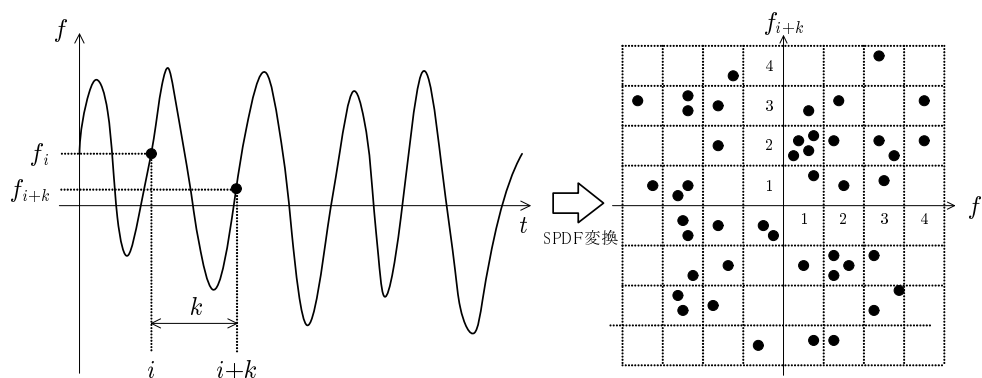 f
f_i
f_{i+k}
t
k
i
i+k
SPDF変換
f_{i+k}
4
3
2
1
1 2 3 4
f